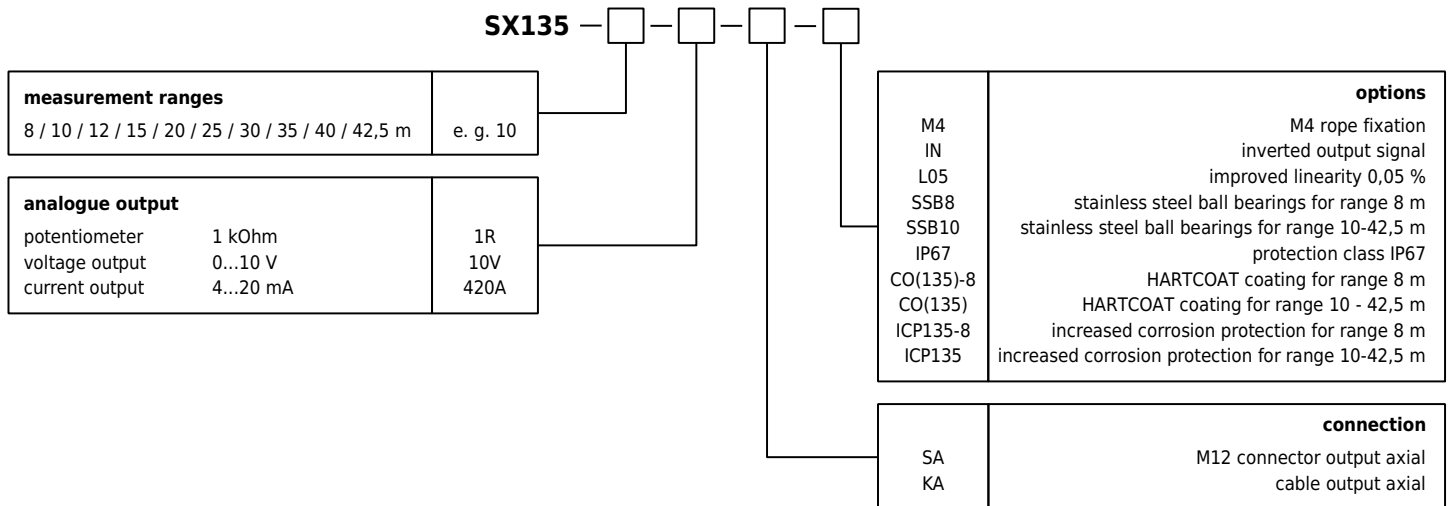 SX135
measurement ranges
8 / 10 / 12 / 15 / 20 / 25 / 30 / 35 / 40 / 42,5 m e. g. 10
analogue output
potentiometer 1 kOhm 1R
voltage output 0...10 V 10V
current output 4...20 mA 420A
options
M4 M4 rope fixation
IN inverted output signal
L05 improved linearity 0,05 %
SSB8 stainless steel ball bearings for range 8 m
SSB10 stainless steel ball bearings for range 10-42,5 m
IP67 protection class IP67
CO(135)-8 HARTCOAT coating for range 8 m
CO(135) HARTCOAT coating for range 10 - 42,5 m
ICP135-8 increased corrosion protection for range 8 m
ICP135 increased corrosion protection for range 10-42,5 m
connection
SA M12 connector output axial
KA cable output axial